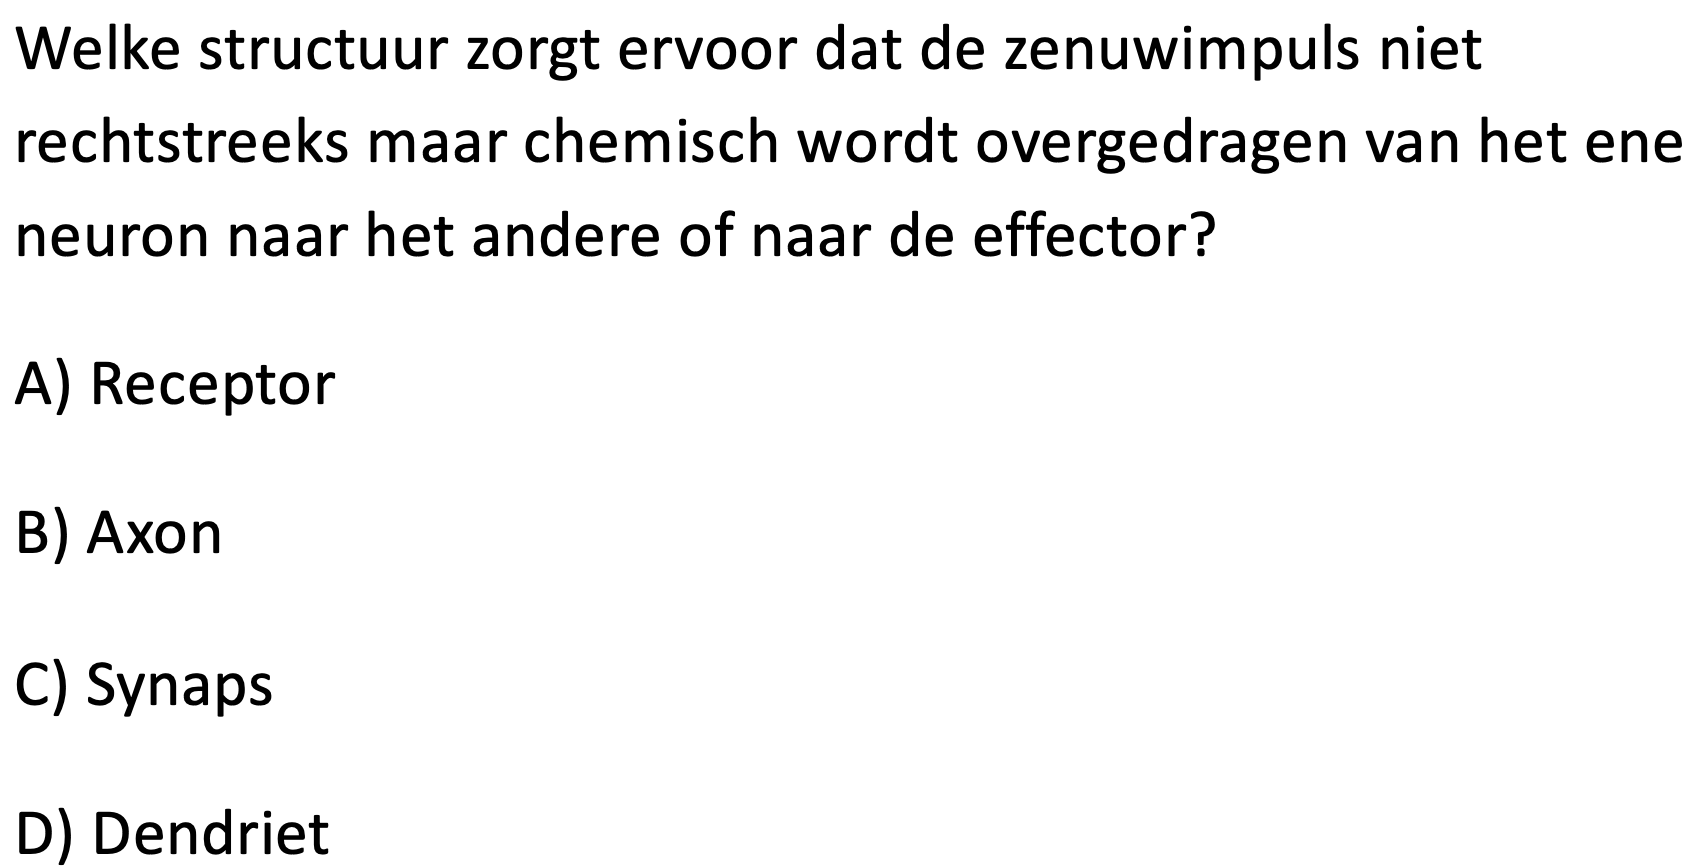 Welke structuur zorgt ervoor dat de zenuwimpuls niet
rechtstreeks maar chemisch wordt overgedragen van het ene
neuron naar het andere of naar de effector?
A) Receptor
B) Axon
C) Synaps
D) Dendriet